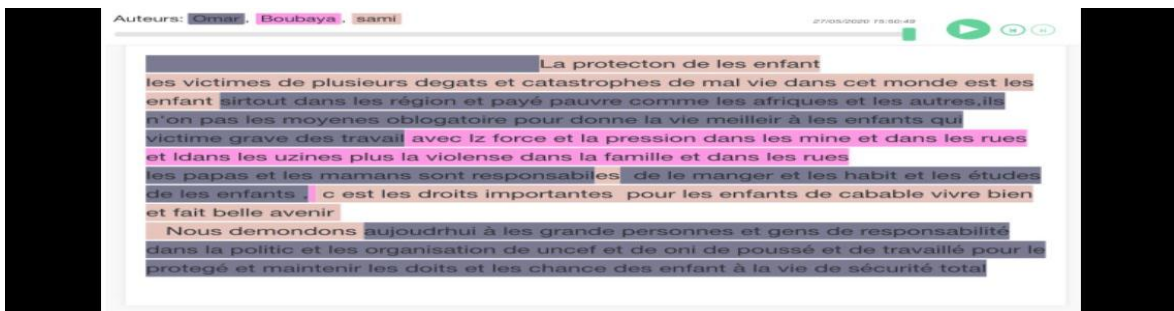 Auteurs: Omar, Boubaya, sami
27/05/2020 15:50:49
La protecton de les enfant
les victimes de plusieurs degats et catastrophes de mal vie dans cet monde est les
enfant sirtout dans les région et payé pauvre comme les afriques et les autres,ils
n'on pas les moyenes oblogatoire pour donne la vie meilleir à les enfants qui
victime grave des travail avec lz force et la pression dans les mine et dans les rues
et ldans les uzines plus la violense dans la famille et dans les rues
les papas et les mamans sont responsabiles de le manger et les habit et les études
de les enfants , c est les droits importantes pour les enfants de cabable vivre bien
et fait belle avenir
Nous demondons aujoudrhui à les grande personnes et gens de responsabilité
dans la politic et les organisation de uncef et de oni de poussé et de travaillé pour le
protegé et maintenir les doits et les chance des enfant à la vie de sécurité total